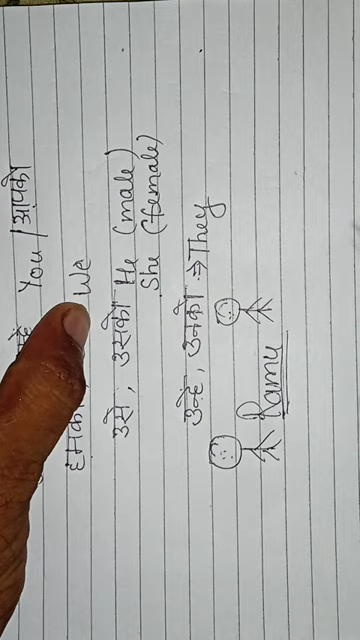 You / आपको
हमको We
उसे, उसको He (male)
She (female)
उन्हे, उनको ⇒ They
Ramu